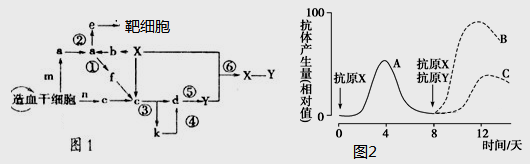 e → 靶细胞
②
a → a ← b ← X
①
⑥
f
X — Y
m
造血干细胞 n c → c ③ d ⑤ Y
④
k
图1
抗体产生量(相对值)
100
0
A
B
C
抗原X
抗原X
抗原Y
0 4 8 12
时间/天
图2